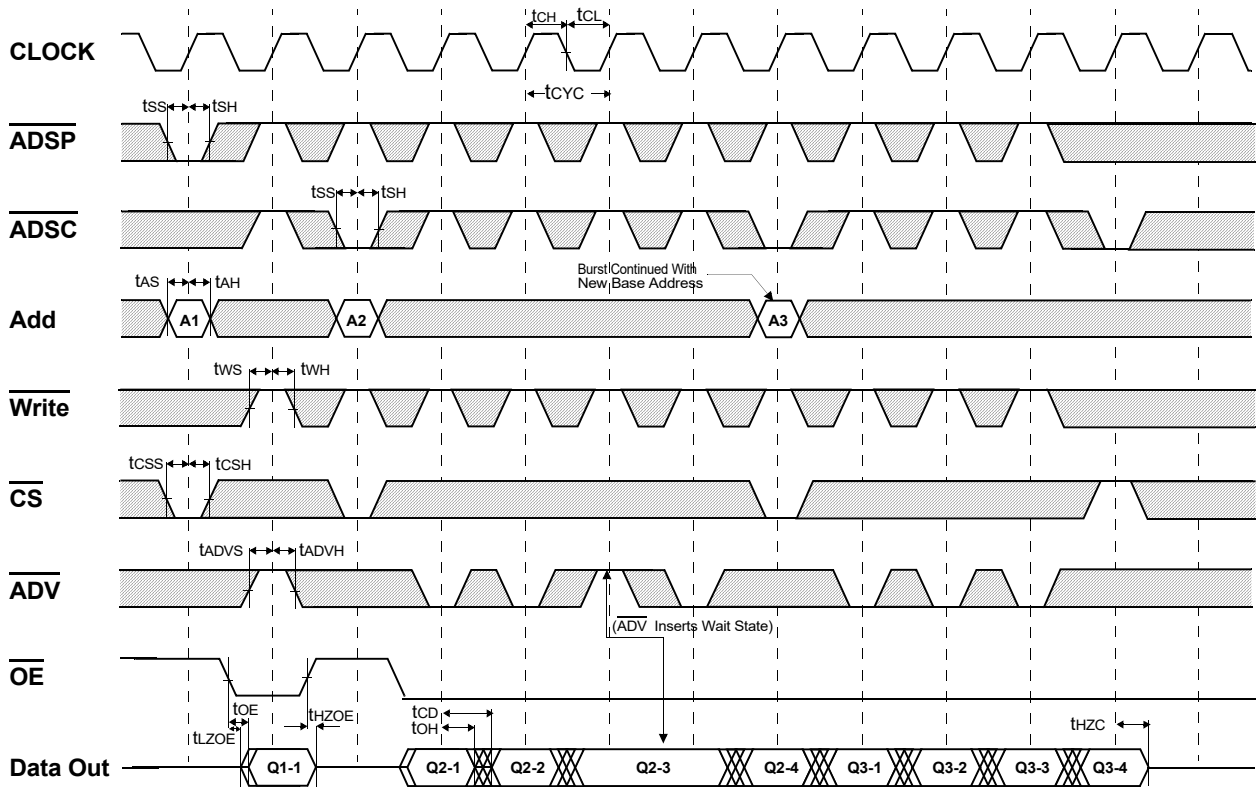 tCH tCL
CLOCK
tCYC
tSS tSH
ADSP
tSS tSH
ADSC
Burst Continued With
New Base Address
tAS tAH
Add A1 A2 A3
tWS tWH
Write
tCSS tCSH
CS
tADVS tADVH
ADV
(ADV Inserts Wait State)
OE
tOE tHZOE tCD
tOH tHZC
tLZOE
Data Out Q1-1 Q2-1 Q2-2 Q2-3 Q2-4 Q3-1 Q3-2 Q3-3 Q3-4